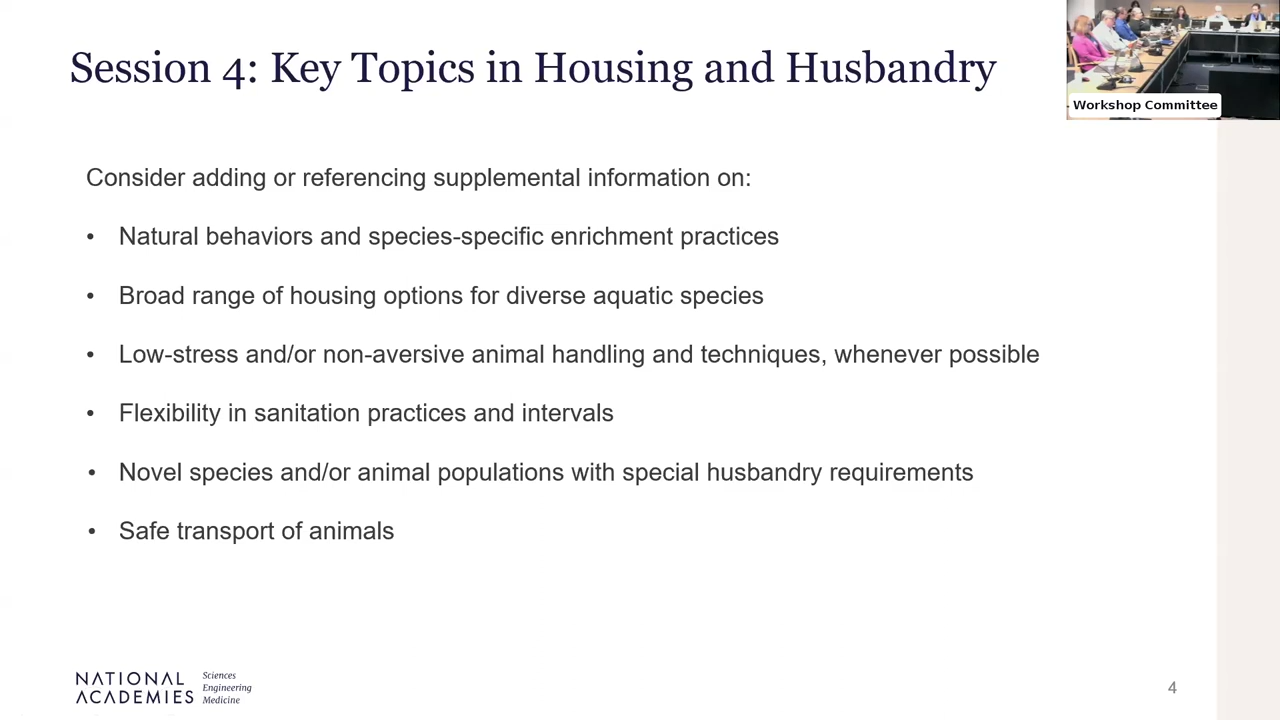 Session 4: Key Topics in Housing and Husbandry
Workshop Committee
Consider adding or referencing supplemental information on:
• Natural behaviors and species-specific enrichment practices
• Broad range of housing options for diverse aquatic species
• Low-stress and/or non-aversive animal handling and techniques, whenever possible
• Flexibility in sanitation practices and intervals
• Novel species and/or animal populations with special husbandry requirements
• Safe transport of animals
NATIONAL
ACADEMIES
Sciences
Engineering
Medicine
4